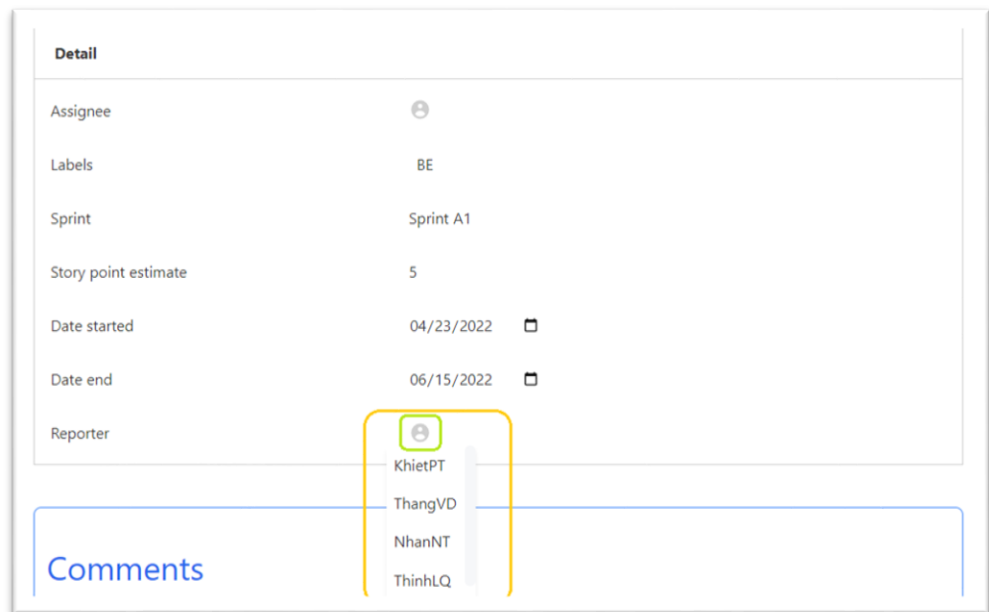 Detail
Assignee
Labels BE
Sprint Sprint A1
Story point estimate 5
Date started 04/23/2022
Date end 06/15/2022
Reporter
KhietPT
ThangVD
NhanNT
ThinhLQ
Comments